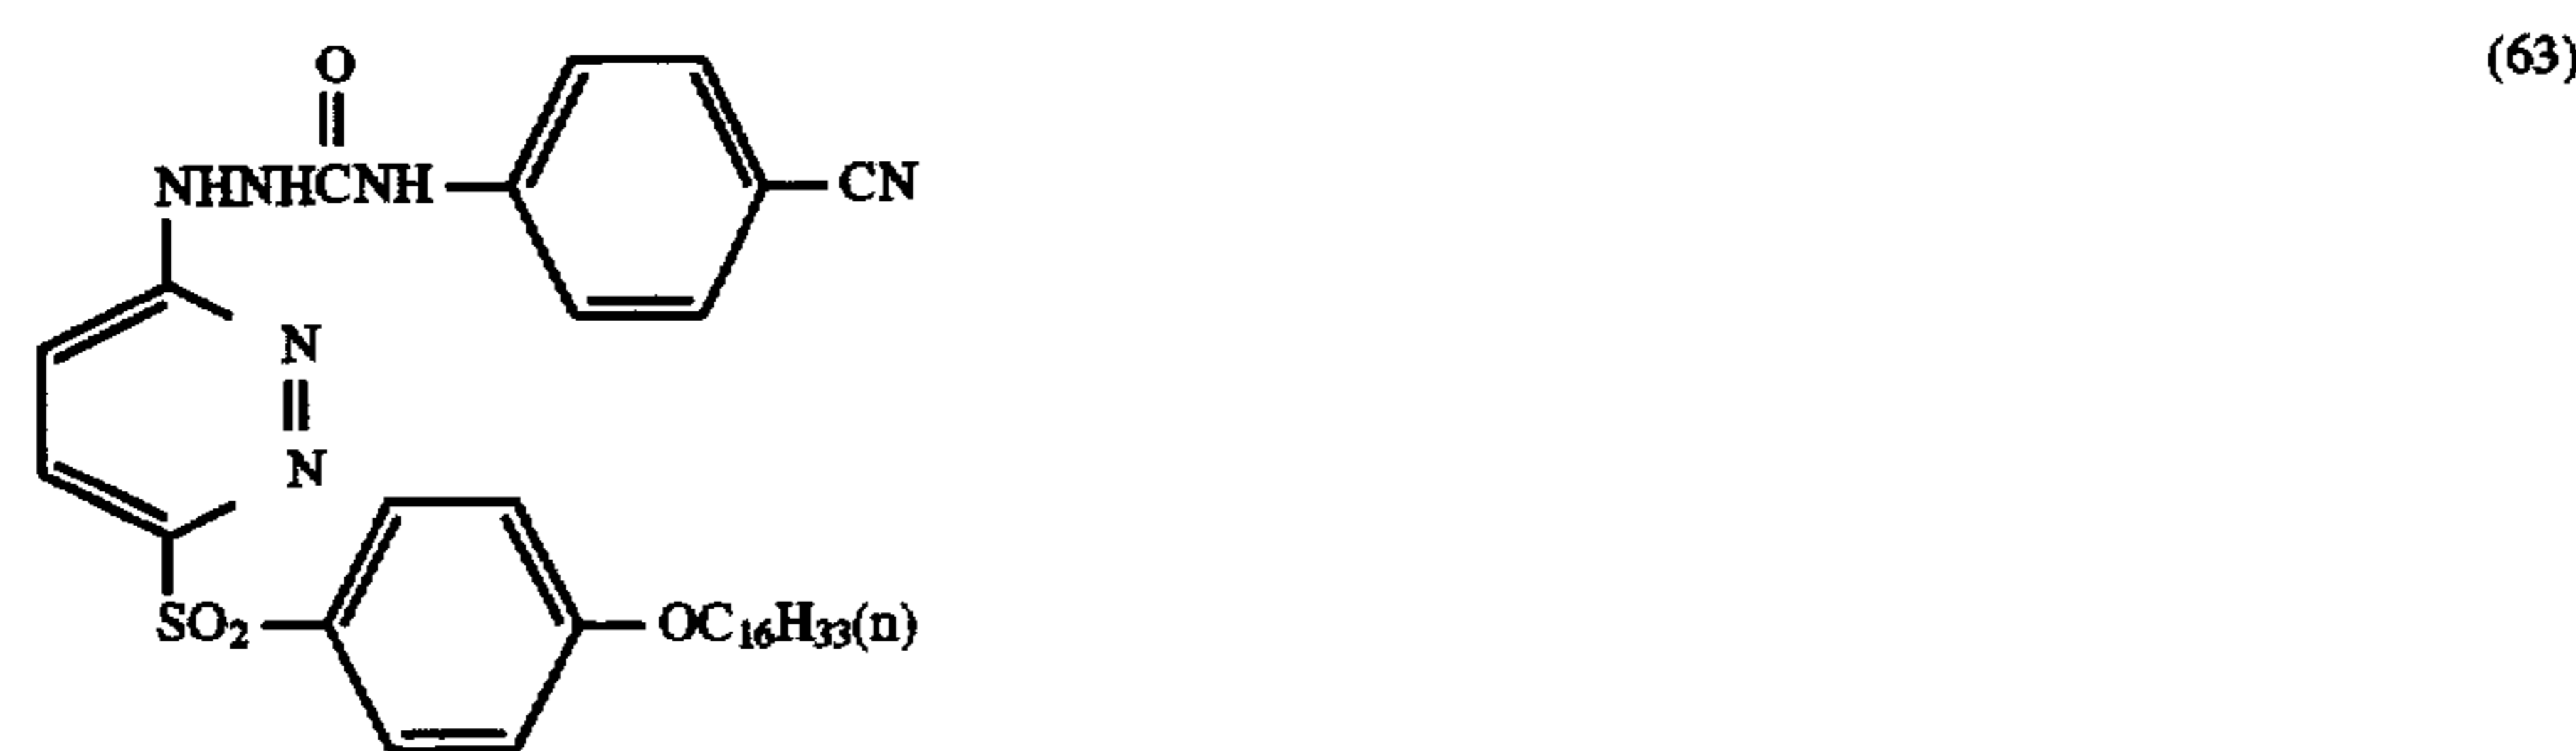 (63)
O
NHNHCNH
CN
N
N
SO₂
OC₁₆H₃₃(n)